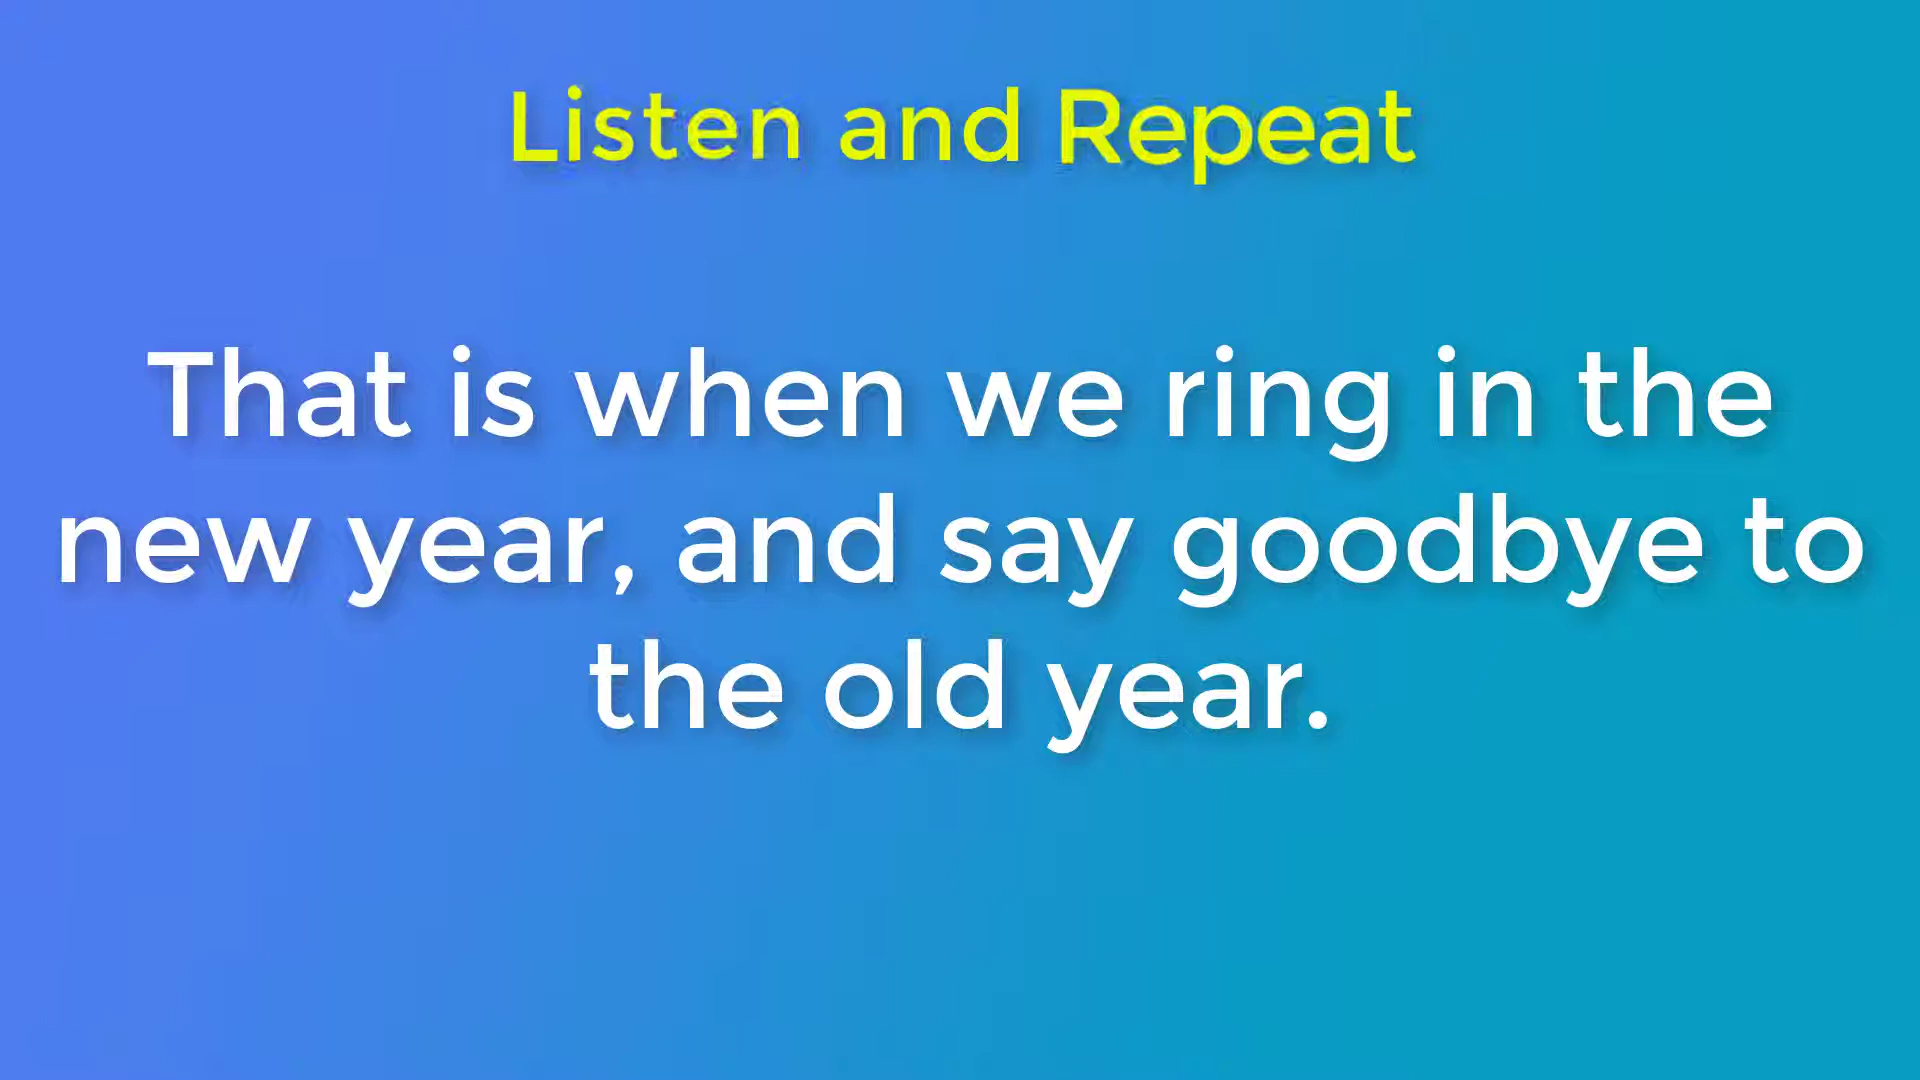 Listen and Repeat
That is when we ring in the
new year, and say goodbye to
the old year.